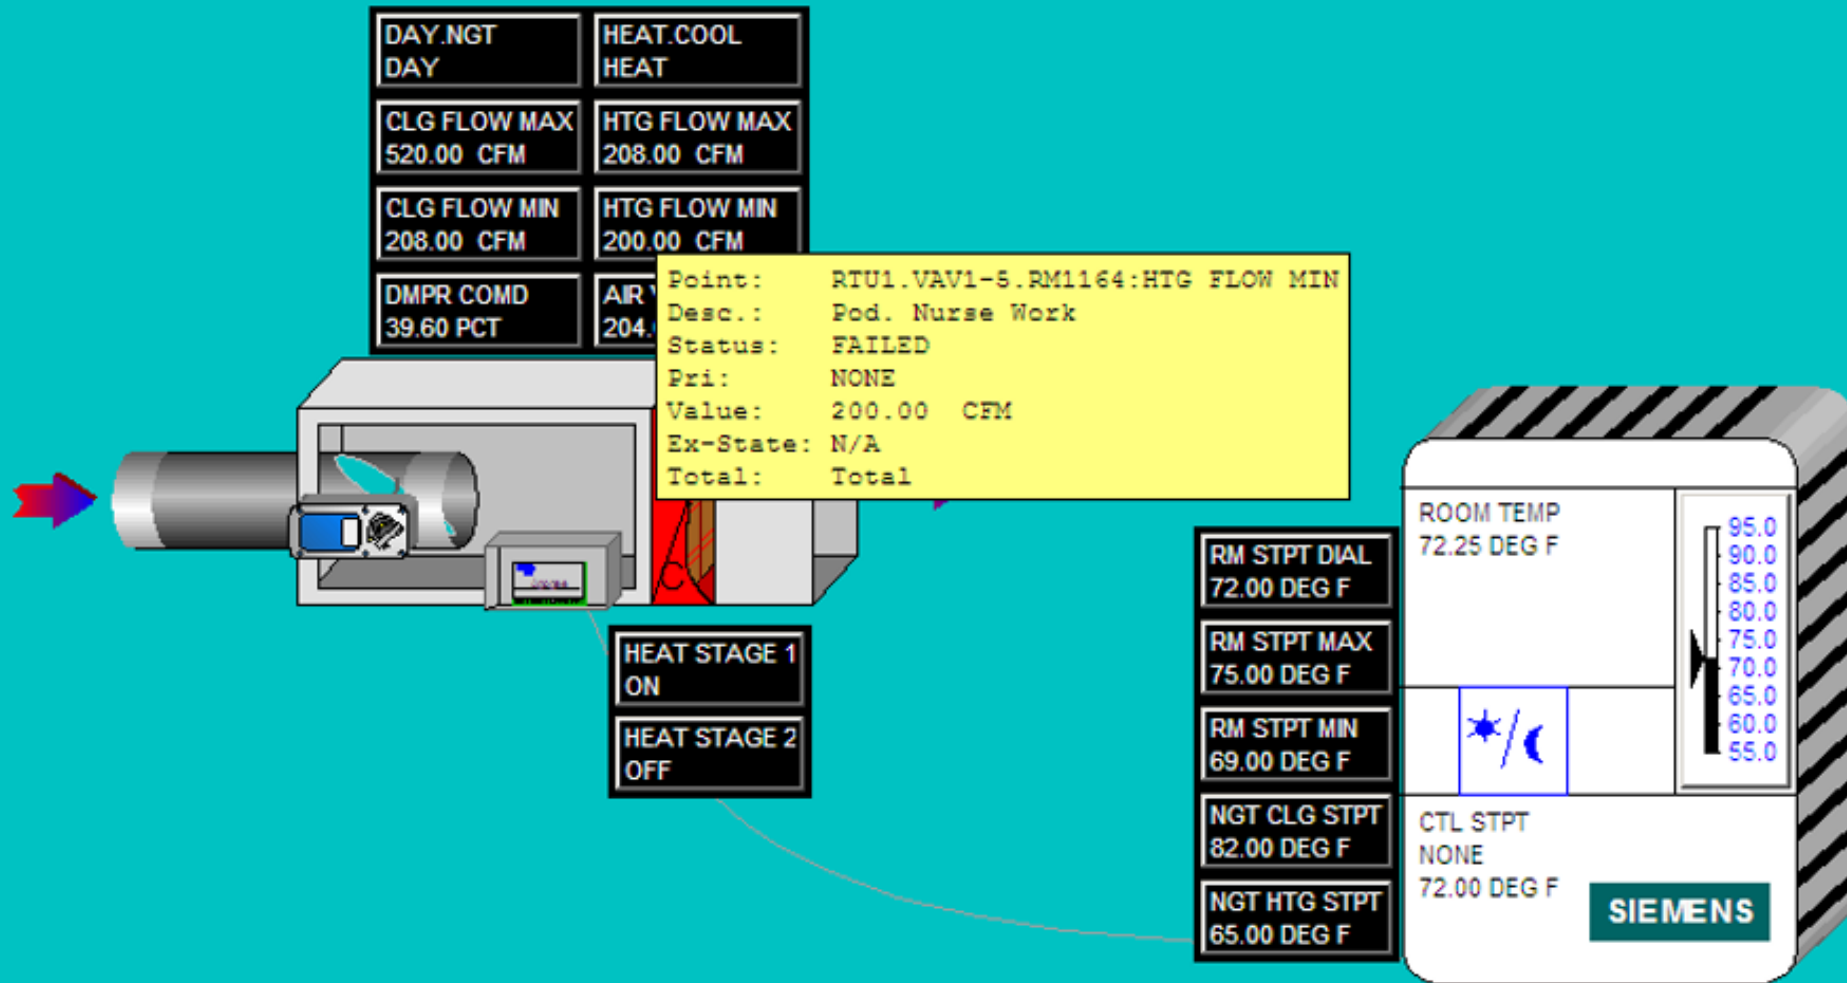 DAY.NGT
DAY
HEAT.COOL
HEAT
CLG FLOW MAX
520.00 CFM
HTG FLOW MAX
208.00 CFM
CLG FLOW MIN
208.00 CFM
HTG FLOW MIN
200.00 CFM
DMPR COMD
39.60 PCT
AIR
204.
Point: RTU1.VAV1-5.RM1164:HTG FLOW MIN
Desc.: Pod. Nurse Work
Status: FAILED
Pri: NONE
Value: 200.00 CFM
Ex-State: N/A
Total: Total
HEAT STAGE 1
ON
HEAT STAGE 2
OFF
RM STPT DIAL
72.00 DEG F
RM STPT MAX
75.00 DEG F
RM STPT MIN
69.00 DEG F
NGT CLG STPT
82.00 DEG F
NGT HTG STPT
65.00 DEG F
ROOM TEMP
72.25 DEG F
95.0
90.0
85.0
80.0
75.0
70.0
65.0
60.0
55.0
CTL STPT
NONE
72.00 DEG F
SIEMENS